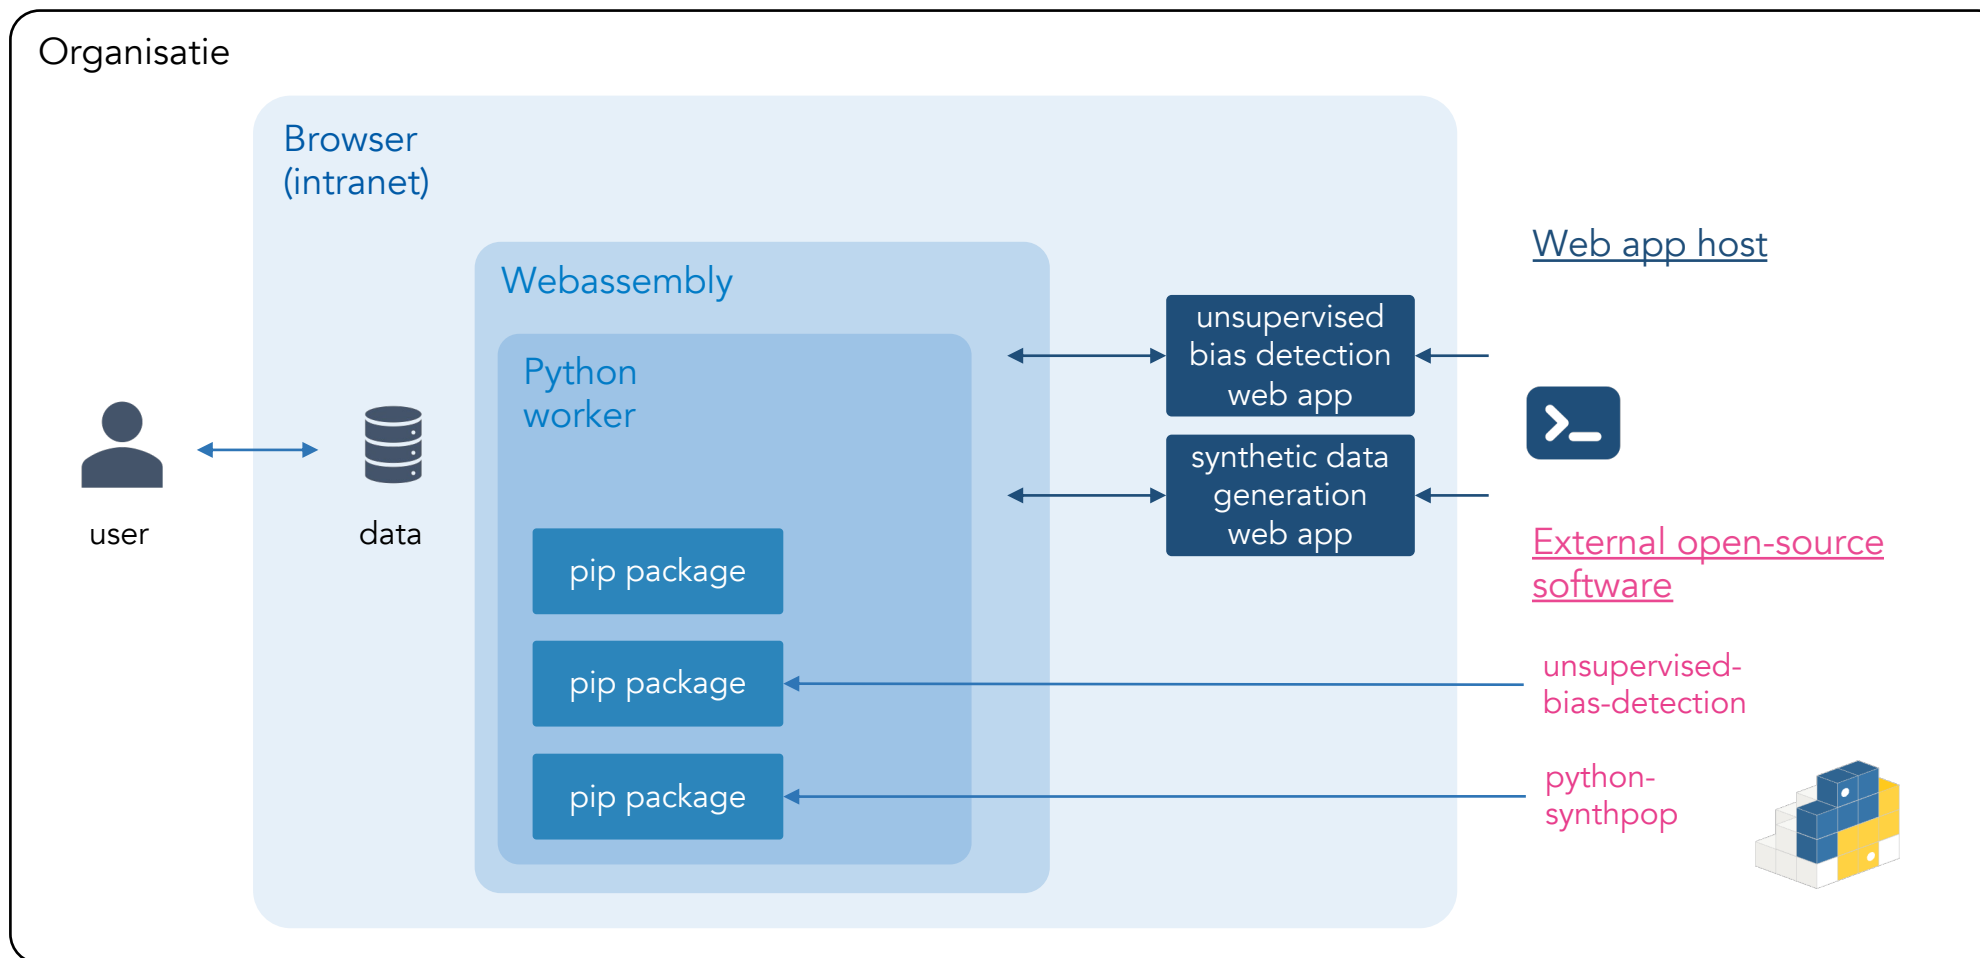 Organisatie
Browser
(intranet)
Web app host
Webassembly
unsupervised
bias detection
web app
Python
worker
synthetic data
generation
web app
user
data
External open-source
software
pip package
pip package
unsupervised-
bias-detection
pip package
python-
synthpop